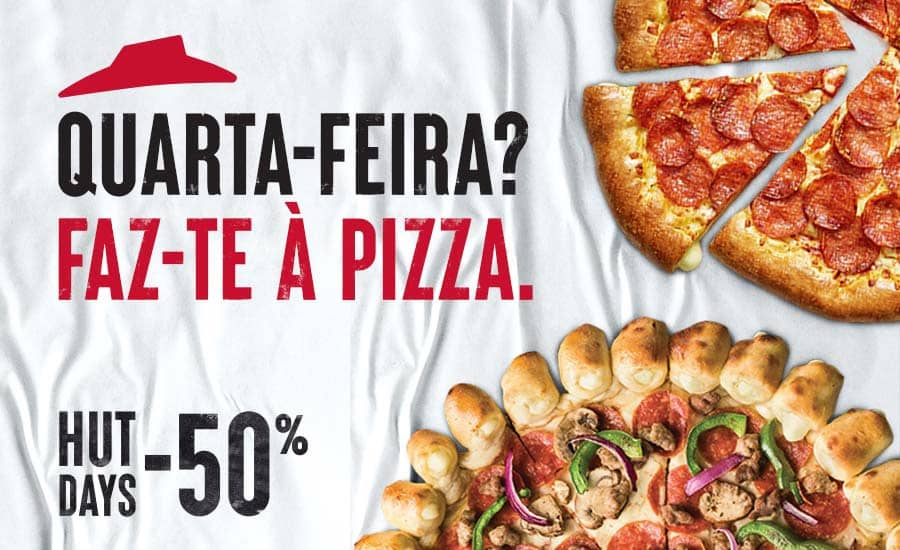 QUARTA-FEIRA?
FAZ-TE À PIZZA.
HUT
DAYS
-50%